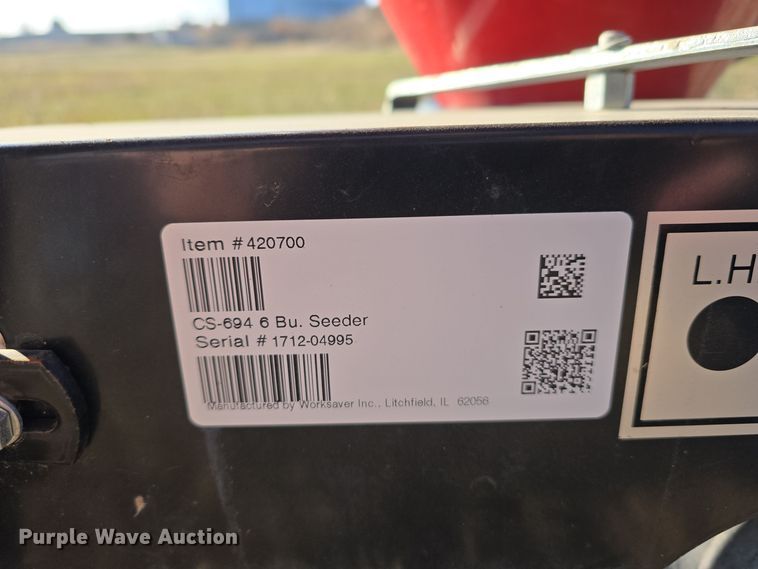 Item # 420700
CS-694 6 Bu. Seeder
Serial # 1712-04995
Manufactured by Worksaver Inc., Litchfield, IL 62056
L.H
Purple Wave Auction